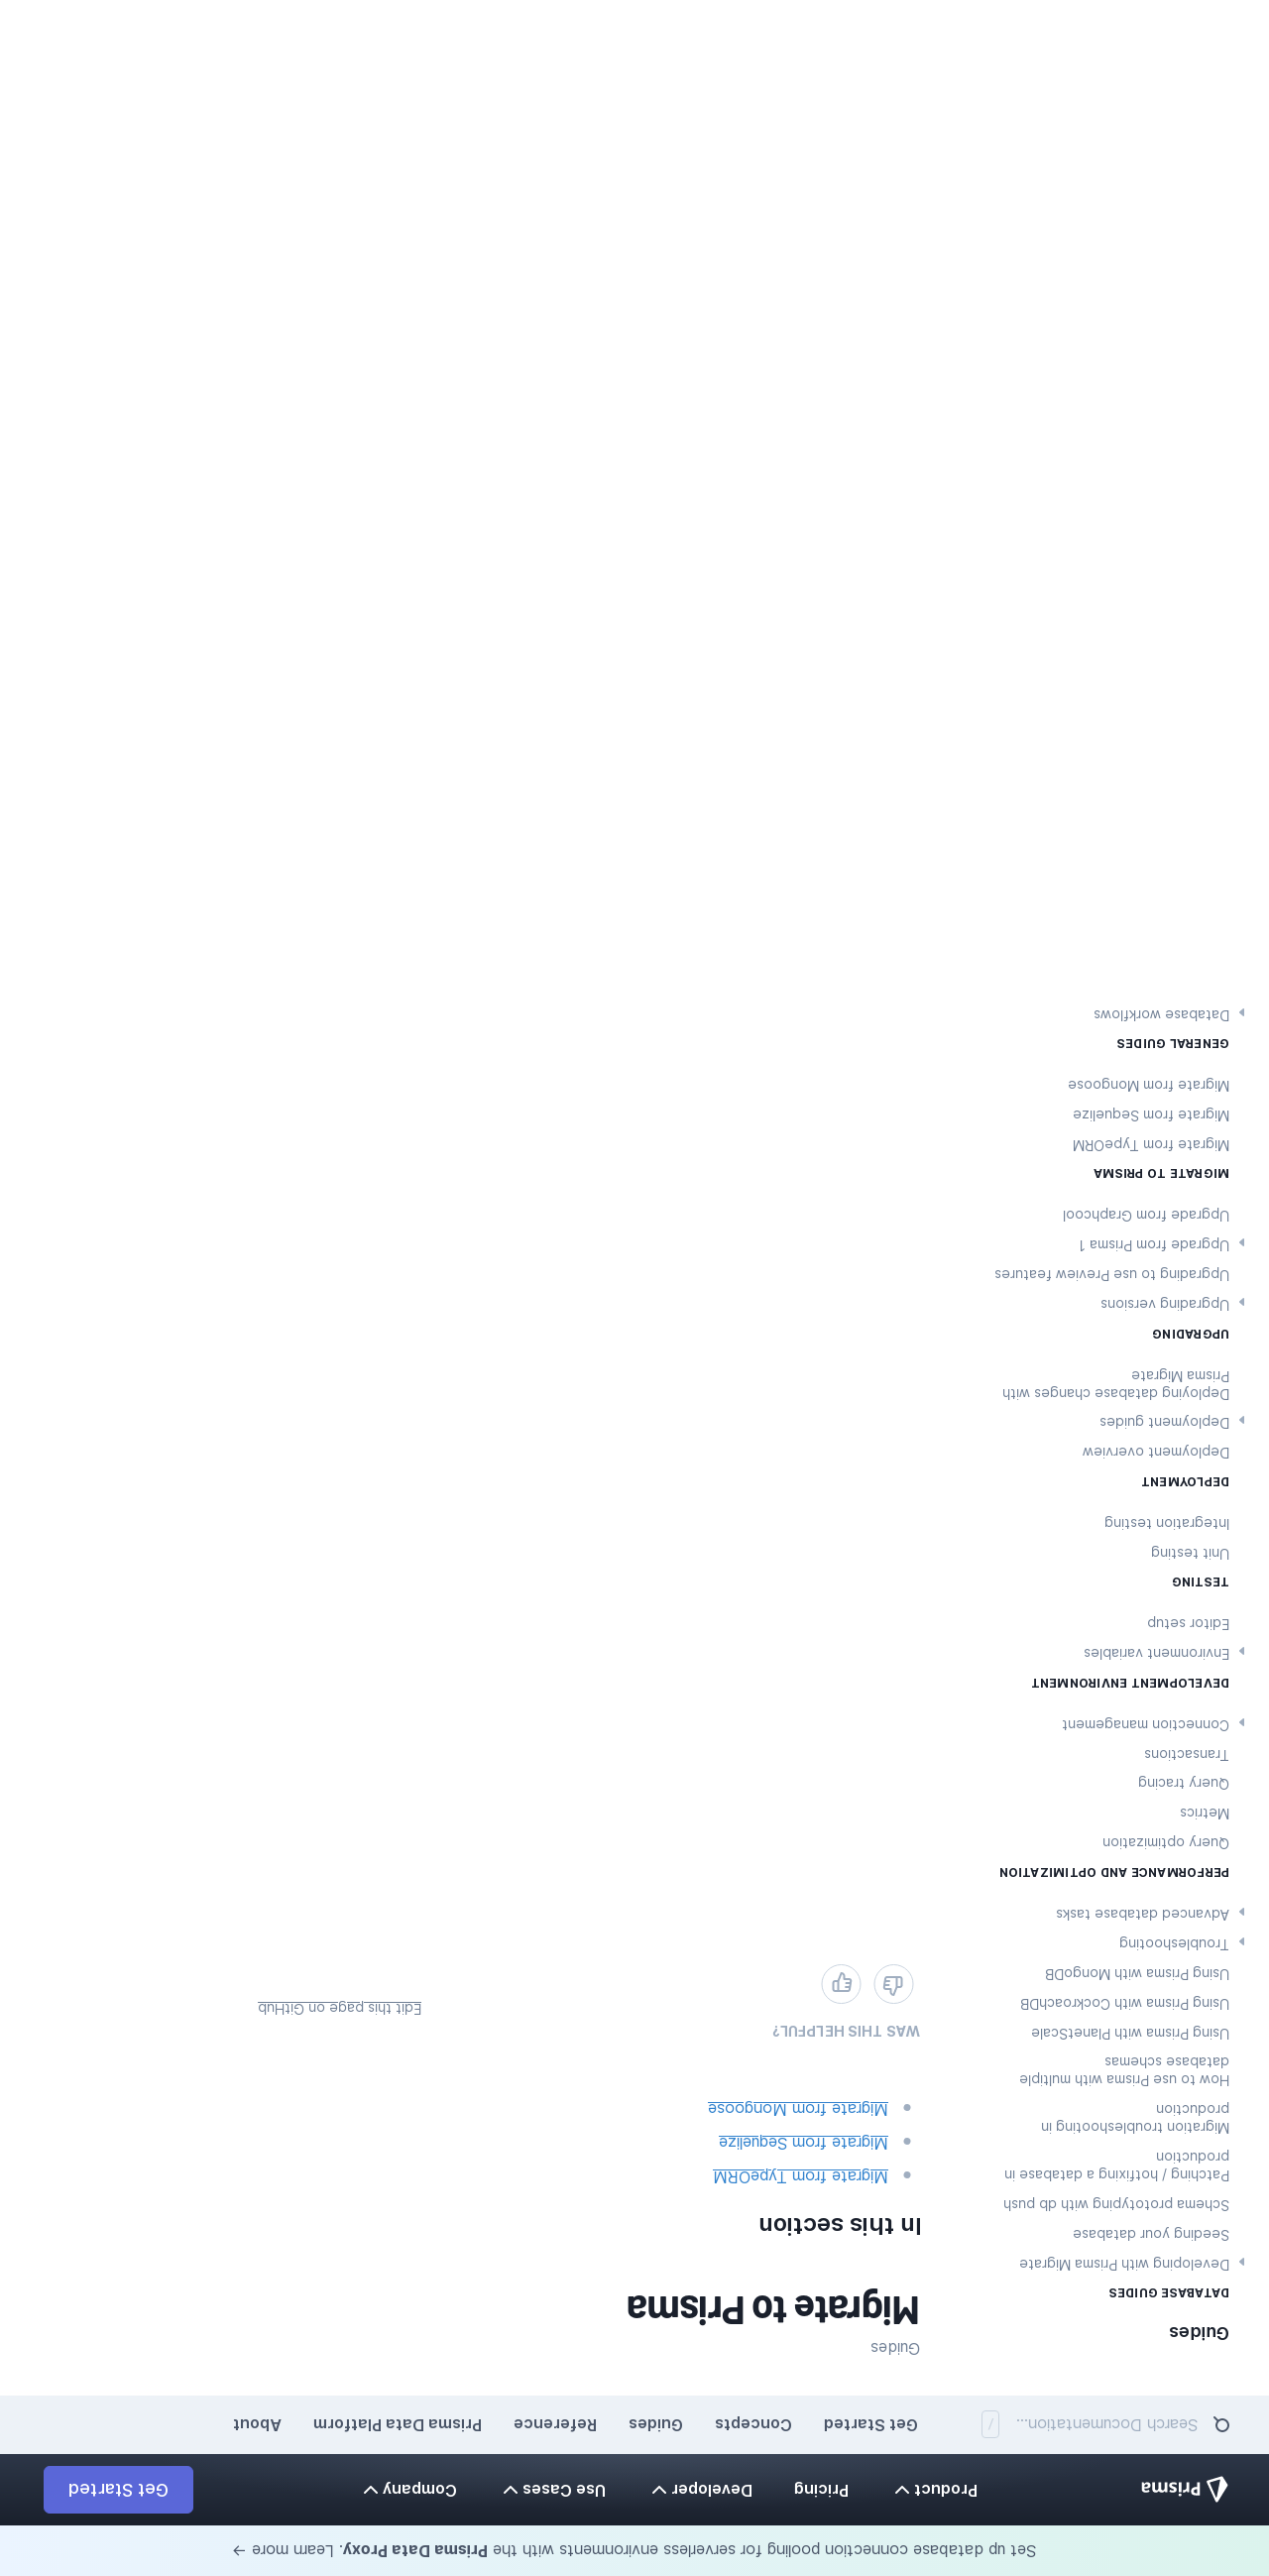 Set up database connection pooling for serverless environments with the Prisma Data Proxy. Learn more →
Prisma
Product
Pricing
Developer
Use Cases
Company
Get Started
Search Documentation...
/
Get Started
Concepts
Guides
Reference
Prisma Data Platform
About
Guides
DATABASE GUIDES
Developing with Prisma Migrate
Seeding your database
Schema prototyping with db push
Patching / hotfixing a database in
production
Migration troubleshooting in
production
How to use Prisma with multiple
database schemas
Using Prisma with PlanetScale
Using Prisma with CockroachDB
Using Prisma with MongoDB
Troubleshooting
Advanced database tasks
PERFORMANCE AND OPTIMIZATION
Query optimization
Metrics
Query tracing
Transactions
Connection management
DEVELOPMENT ENVIRONMENT
Environment variables
Editor setup
TESTING
Unit testing
Integration testing
DEPLOYMENT
Deployment overview
Deployment guides
Deploying database changes with
Prisma Migrate
UPGRADING
Upgrading versions
Upgrading to use Preview features
Upgrade from Prisma 1
Upgrade from Graphcool
MIGRATE TO PRISMA
Migrate from TypeORM
Migrate from Sequelize
Migrate from Mongoose
GENERAL GUIDES
Database workflows
Guides
Migrate to Prisma
In this section
Migrate from TypeORM
Migrate from Sequelize
Migrate from Mongoose
WAS THIS HELPFUL?
Edit this page on GitHub